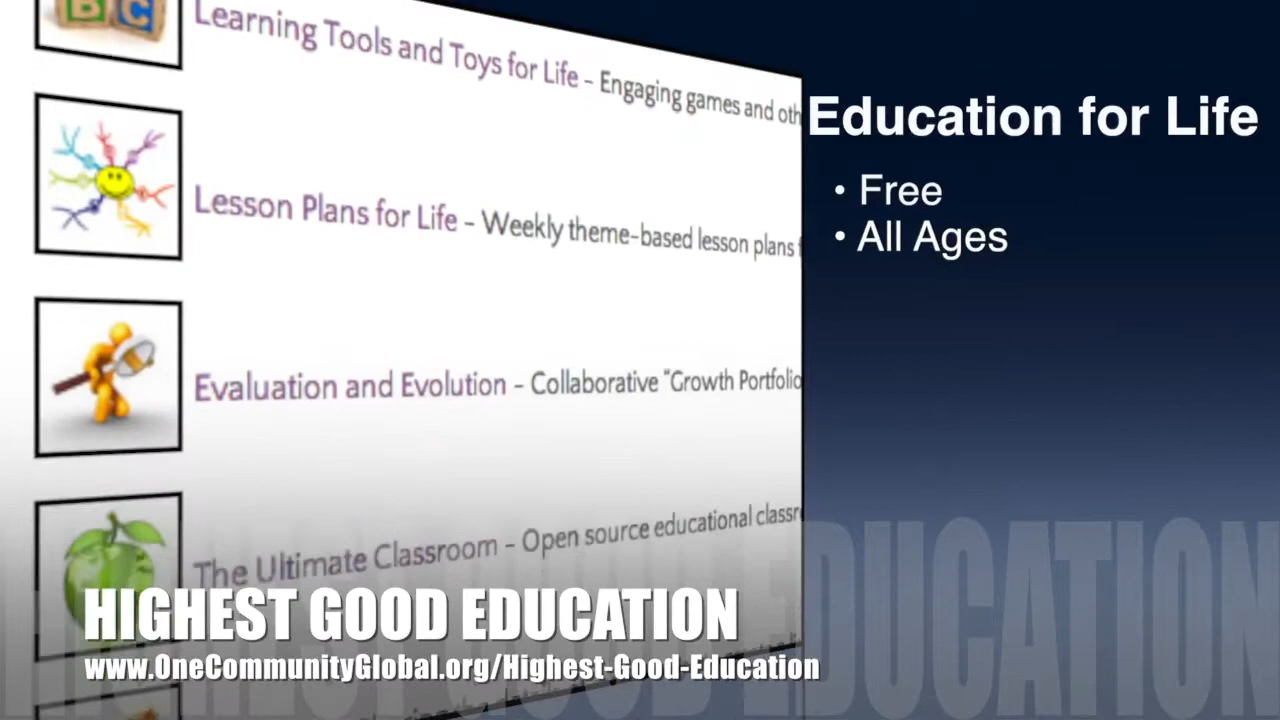 B C
Learning Tools and Toys for Life – Engaging games and oth
Lesson Plans for Life – Weekly theme-based lesson plans
Evaluation and Evolution – Collaborative "Growth Portfolio
The Ultimate Classroom – Open source educational classr
Education for Life
• Free
• All Ages
HIGHEST GOOD EDUCATION
HIGHEST GOOD EDUCATION
www.OneCommunityGlobal.org/Highest-Good-Education